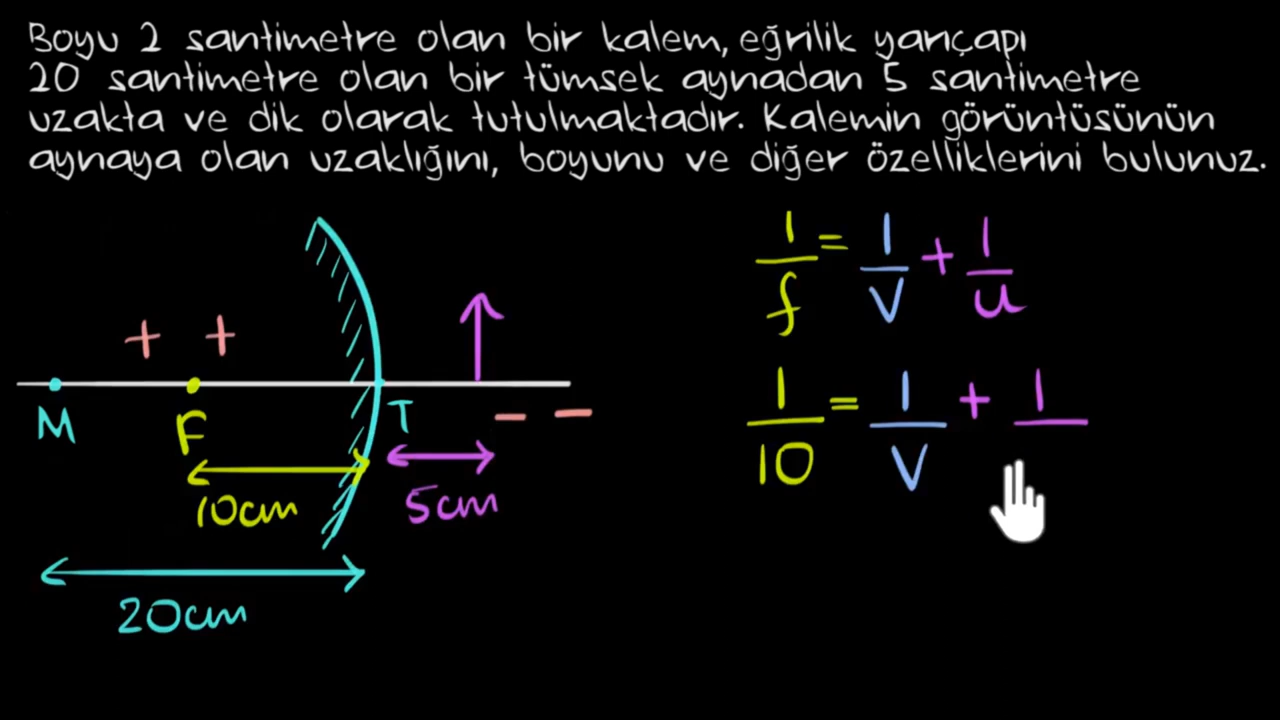 Boyu 2 santimetre olan bir kalem, eğrilik yarıçapı
20 santimetre olan bir tümsek aynadan 5 santimetre
uzakta ve dik olarak tutulmaktadır. Kalemin görüntüsünün
aynaya olan uzaklığını, boyunu ve diğer özelliklerini bulunuz.
1/f = 1/v + 1/u
+ +
1/10 = 1/v + 1/
M F T - -
10cm 5cm
20cm